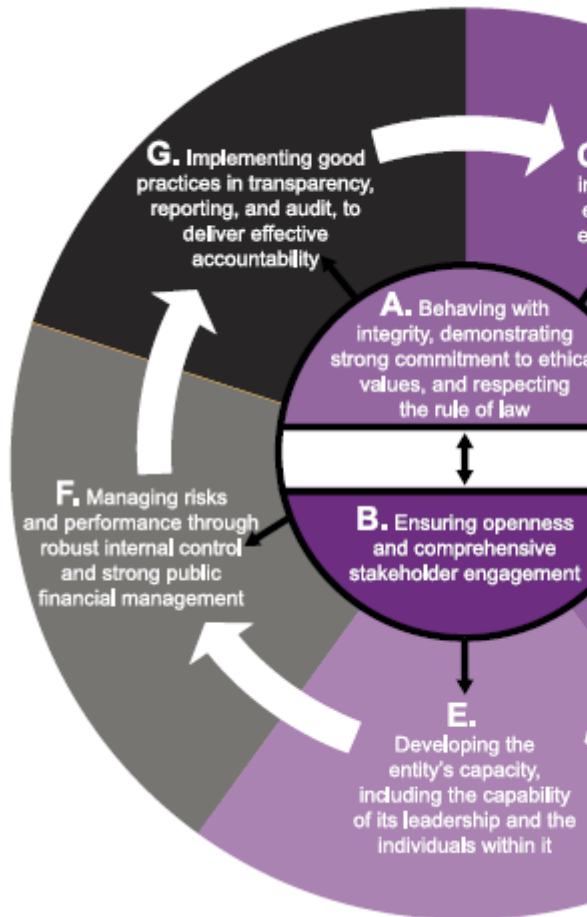 G. Implementing good
practices in transparency,
reporting, and audit, to
deliver effective
accountability
A. Behaving with
integrity, demonstrating
strong commitment to
values, and respecting
the rule of law
F. Managing risks
and performance through
robust internal control
and strong public
financial management
B. Ensuring openness
and comprehensive
stakeholder engagement
E.
Developing the
entity's capacity,
including the capability
of its leadership and the
individuals within it